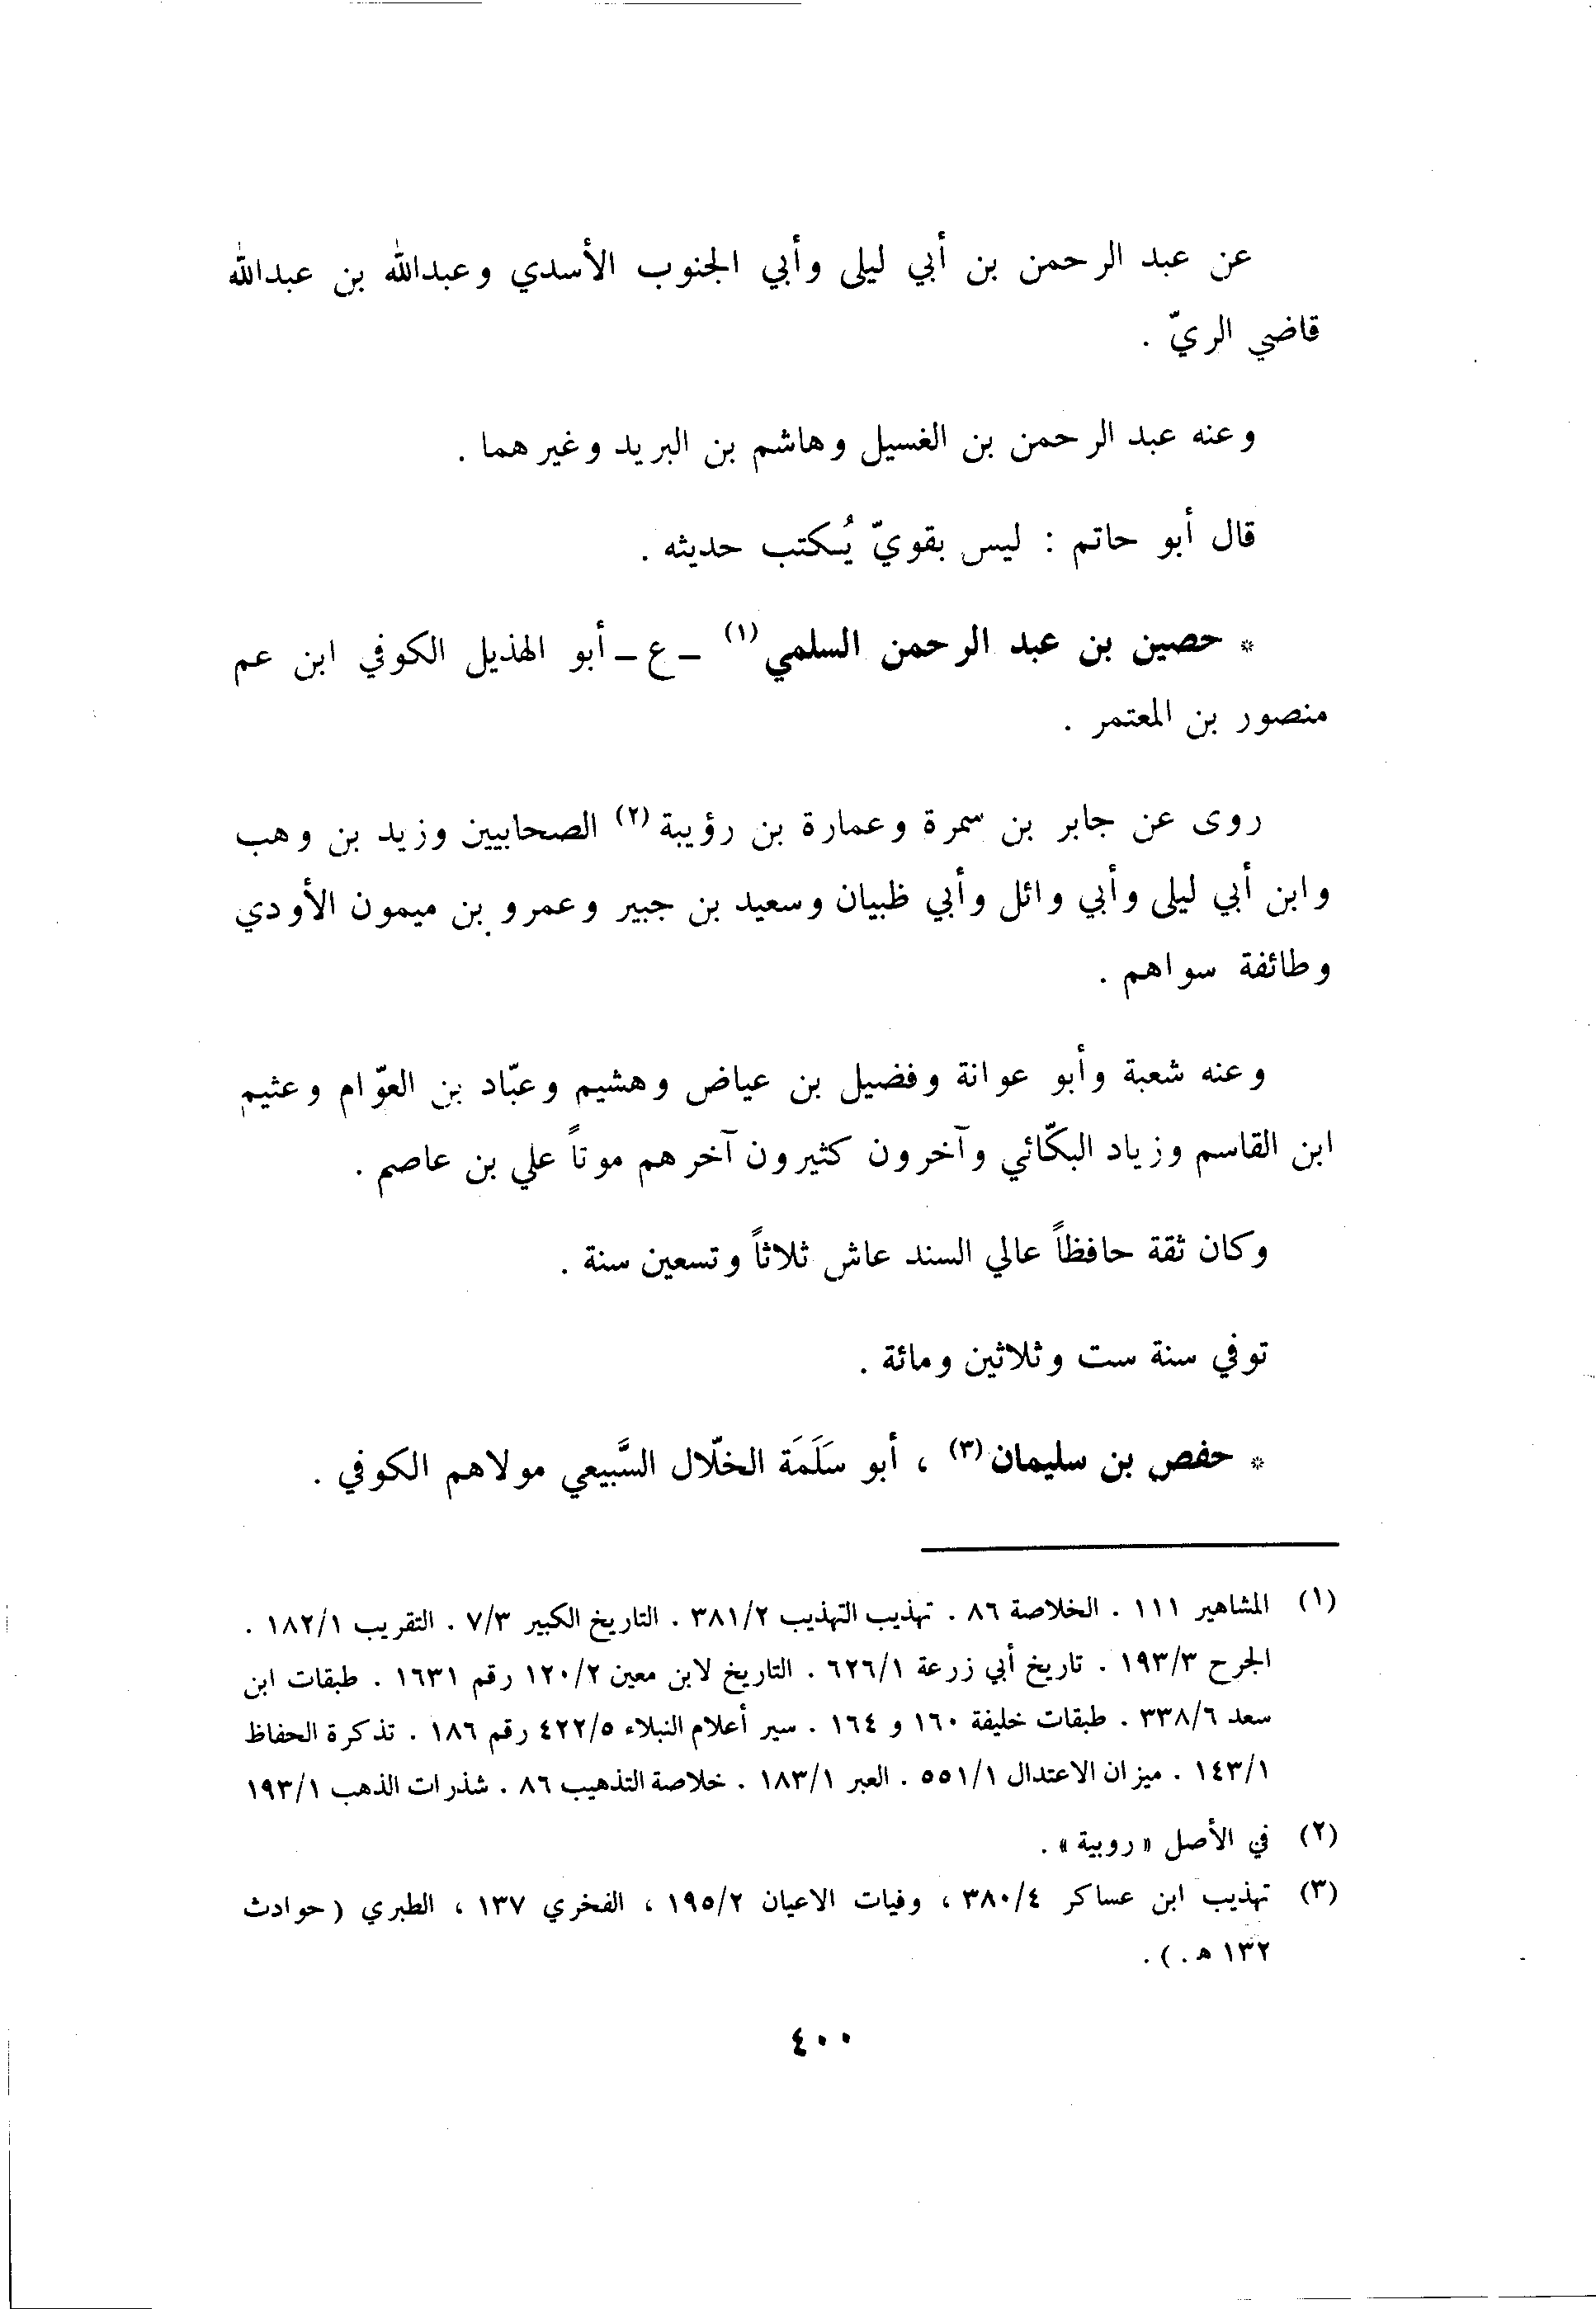 عن عبد الرحمن بن أبي ليلى وأبي الجنوب الأسدي وعبدالله بن عبدالله
قاضي الريّ .
وعنه عبد الرحمن بن الغسيل وهاشم بن البريد وغيرهما .
قال أبو حاتم : ليس بقويّ يُكتب حديثه .
* حصين بن عبد الرحمن السلمي (١) - ع - أبو الهذيل الكوفي ابن عم
منصور بن المعتمر .
روى عن جابر بن سمرة وعمارة بن رؤيبة (٢) الصحابيين وزيد بن وهب
وابن أبي ليلى وأبي وائل وأبي ظبيان وسعيد بن جبير وعمرو بن ميمون الأودي
وطائفة سواهم .
وعنه شعبة وأبو عوانة وفضيل بن عياض وهشيم وعبّاد بن العوّام وعثيم
ابن القاسم وزياد البكّائي وآخرون كثيرون آخرهم موتاً علي بن عاصم .
وكان ثقة حافظاً عالي السند عاش ثلاثاً وتسعين سنة .
توفي سنة ست وثلاثين ومائة .
* حفص بن سليمان (٣) ، أبو سَلَمَة الخلّال السَّبيعي مولاهم الكوفي .
(١) المشاهير ١١١ . الخلاصة ٨٦ . تهذيب التهذيب ٣٨١/٢ . التاريخ الكبير ٧/٣ . التقريب ١٨٢/١ .
الجرح ١٩٣/٣ . تاريخ أبي زرعة ٦٢٦/١ . التاريخ لابن معين ١٢٠/٢ رقم ١٦٣١ . طبقات ابن
سعد ٣٣٨/٦ . طبقات خليفة ١٦٠ و ١٦٤ . سير أعلام النبلاء ٤٢٢/٥ رقم ١٨٦ . تذكرة الحفاظ
١٤٣/١ . ميزان الاعتدال ٥٥١/١ . العبر ١٨٣/١ . خلاصة التذهيب ٨٦ . شذرات الذهب ١٩٣/١
(٢) في الأصل « روبية » .
(٣) تهذيب ابن عساكر ٣٨٠/٤ ، وفيات الاعيان ١٩٥/٢ ، الفخري ١٣٧ ، الطبري (حوادث
١٣٢ هـ . ) .
٤٠٠